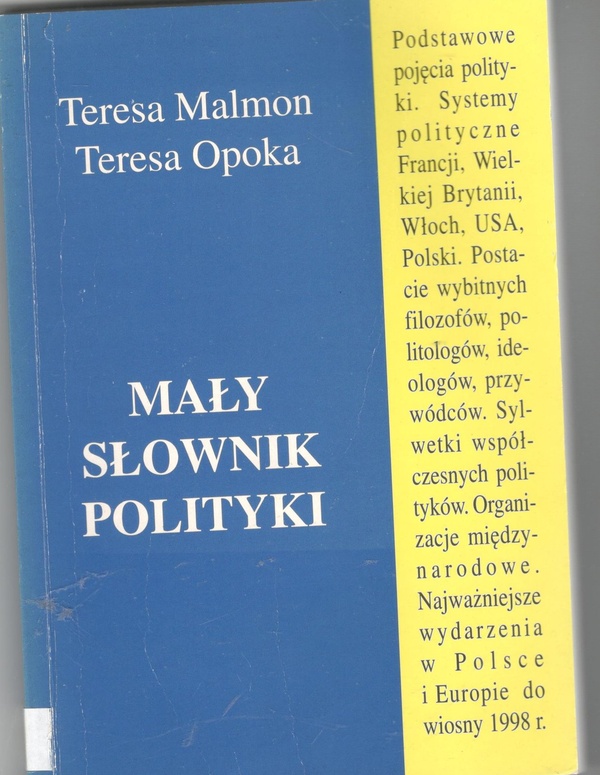 Teresa Malmon
Teresa Opoka
MAŁY
SŁOWNIK
POLITYKI
Podstawowe
pojęcia polity-
ki. Systemy
polityczne
Francji, Wiel-
kiej Brytanii,
Włoch, USA,
Polski. Posta-
cie wybitnych
filozofów, po-
litologów, ide-
ologów, przy-
wódców. Syl-
wetki współ-
czesnych poli-
tyków. Organi-
zacje między-
narodowe.
Najważniejsze
wydarzenia
w Polsce
i Europie do
wiosny 1998 r.